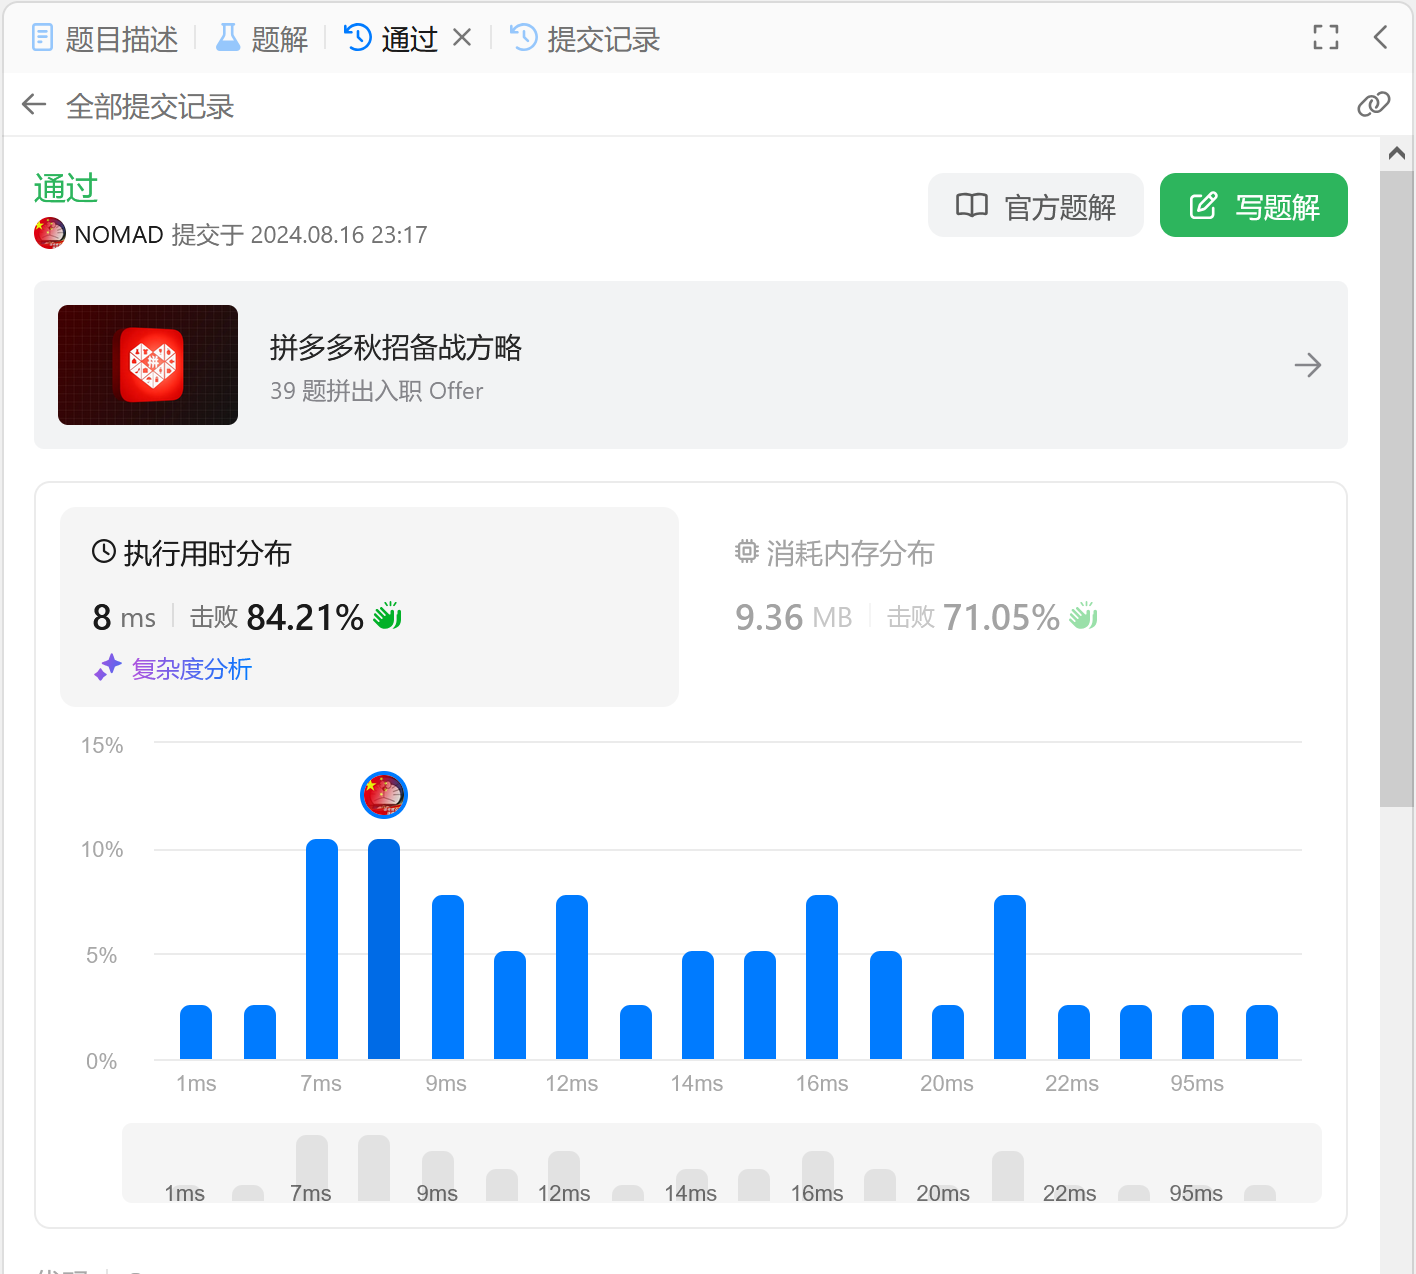 题目描述 题解 通过 提交记录
全部提交记录
通过
NOMAD 提交于 2024.08.16 23:17
官方题解 写题解
拼多多秋招备战方略
39 题拼出入职 Offer
执行用时分布
8 ms 击败 84.21%
复杂度分析
消耗内存分布
9.36 MB 击败 71.05%
15%
10%
5%
0%
1ms 7ms 9ms 12ms 14ms 16ms 20ms 22ms 95ms
1ms 7ms 9ms 12ms 14ms 16ms 20ms 22ms 95ms